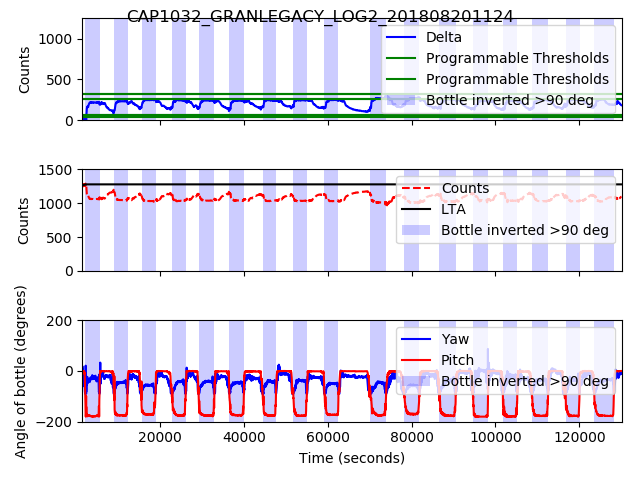 CAP1032_GRANLEGACY_LOG2_201808201124
Counts
1000
500
0
Delta
Programmable Thresholds
Programmable Thresholds
Bottle inverted >90 deg
Counts
1500
1000
500
0
Counts
LTA
Bottle inverted >90 deg
Angle of bottle (degrees)
200
0
−200
Yaw
Pitch
Bottle inverted >90 deg
20000 40000 60000 80000 100000 120000
Time (seconds)